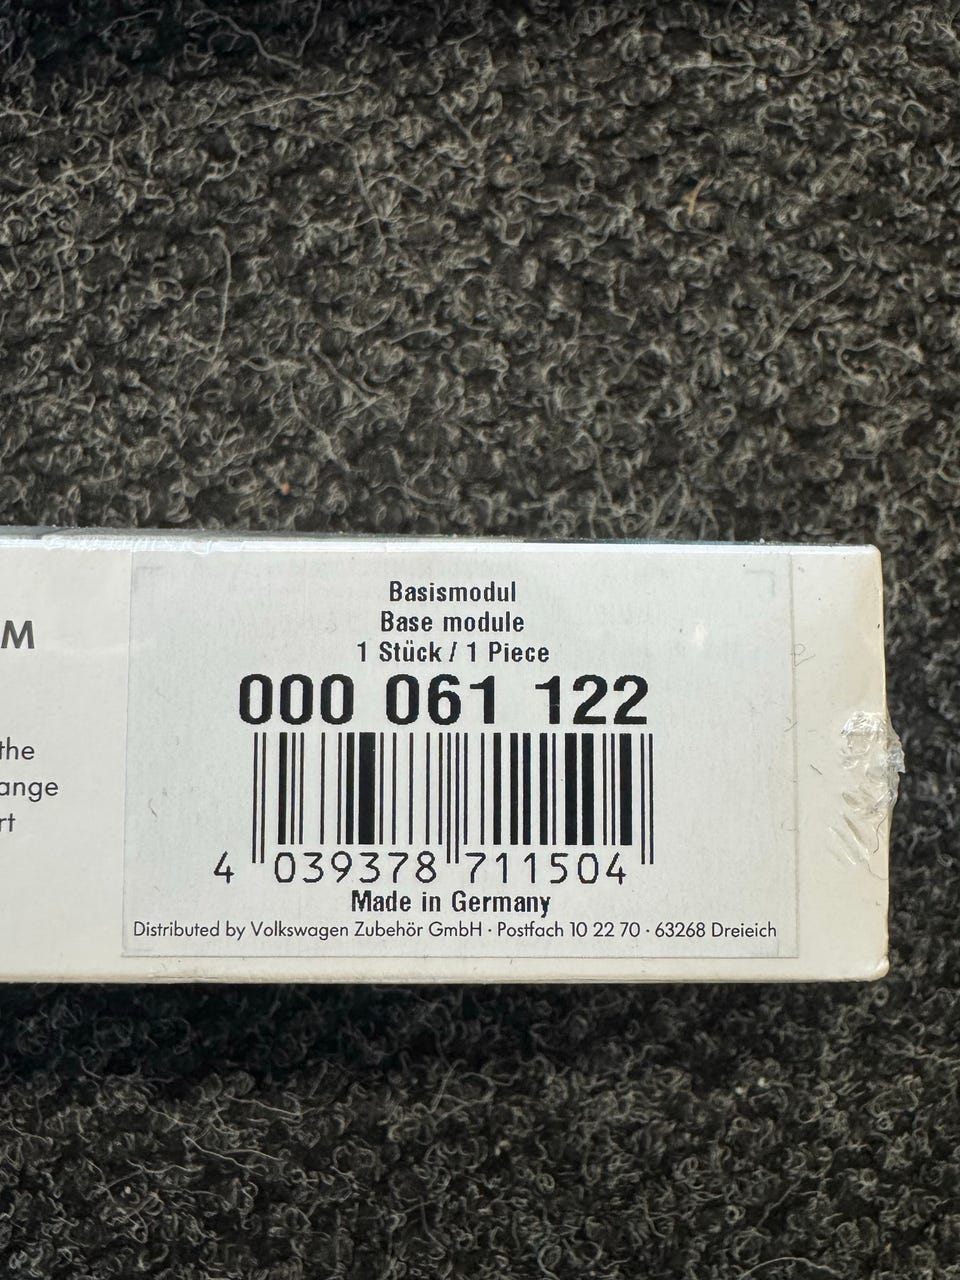 M
the
ange
rt
Basismodul
Base module
1 Stück / 1 Piece
000 061 122
4 039378 711504
Made in Germany
Distributed by Volkswagen Zubehör GmbH · Postfach 10 22 70 · 63268 Dreieich